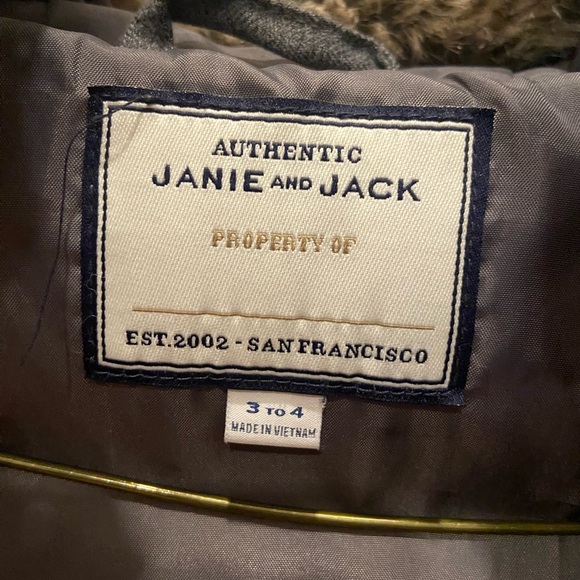 AUTHENTIC
JANIE AND JACK
PROPERTY OF
EST.2002 - SAN FRANCISCO
3 TO 4
MADE IN VIETNAM